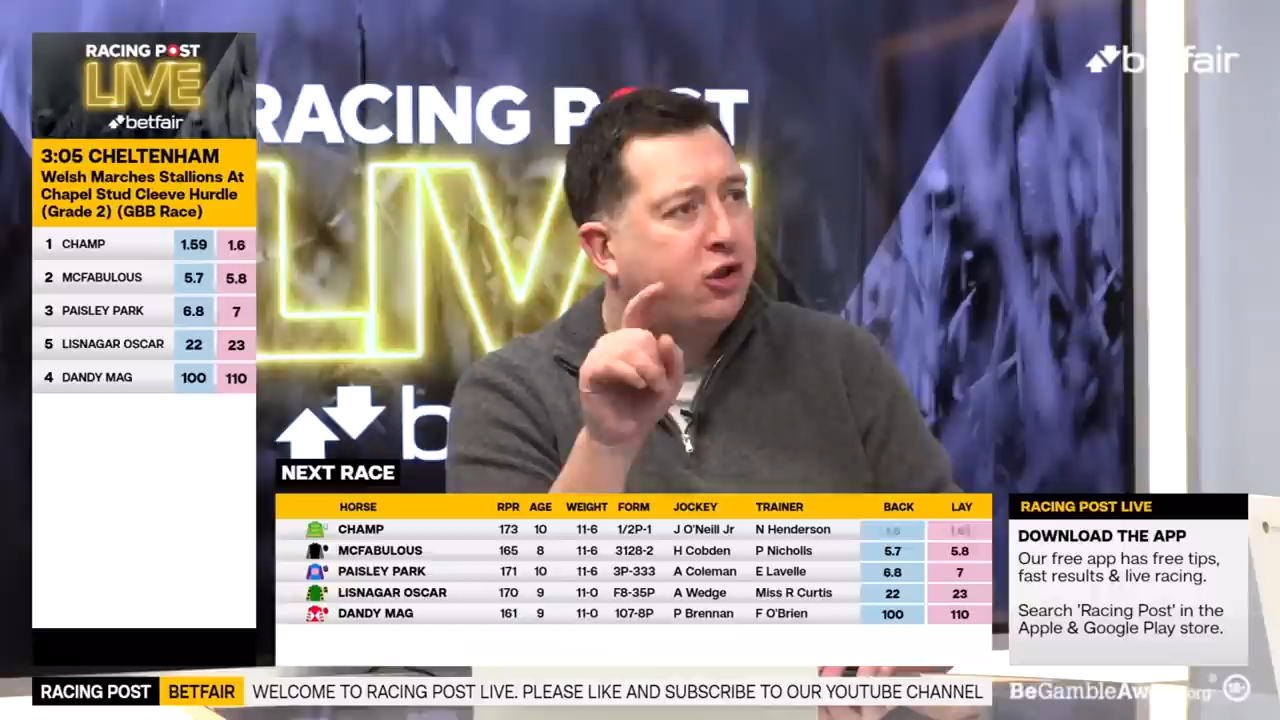 RACING POST
LIVE
betfair
3:05 CHELTENHAM
Welsh Marches Stallions At
Chapel Stud Cleeve Hurdle
(Grade 2) (GBB Race)
1 CHAMP 1.59 1.6
2 MCFABULOUS 5.7 5.8
3 PAISLEY PARK 6.8 7
5 LISNAGAR OSCAR 22 23
4 DANDY MAG 100 110
RACING P ST
LIV
b
betfair
NEXT RACE
HORSE RPR AGE WEIGHT FORM JOCKEY TRAINER BACK LAY
CHAMP 173 10 11-6 1/2P-1 J O'Neill Jr N Henderson
MCFABULOUS 165 8 11-6 3128-2 H Cobden P Nicholls 5.7 5.8
PAISLEY PARK 171 10 11-6 3P-333 A Coleman E Lavelle 6.8 7
LISNAGAR OSCAR 170 9 11-0 F8-35P A Wedge Miss R Curtis 22 23
DANDY MAG 161 9 11-0 107-8P P Brennan F O'Brien 100 110
RACING POST LIVE
DOWNLOAD THE APP
Our free app has free tips,
fast results & live racing.
Search 'Racing Post' in the
Apple & Google Play store.
RACING POST BETFAIR WELCOME TO RACING POST LIVE. PLEASE LIKE AND SUBSCRIBE TO OUR YOUTUBE CHANNEL
BeGambleAware.org 18+